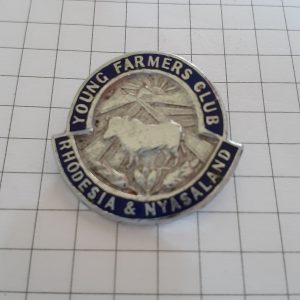 YOUNG FARMERS CLUB
RHODESIA & NYASALAND